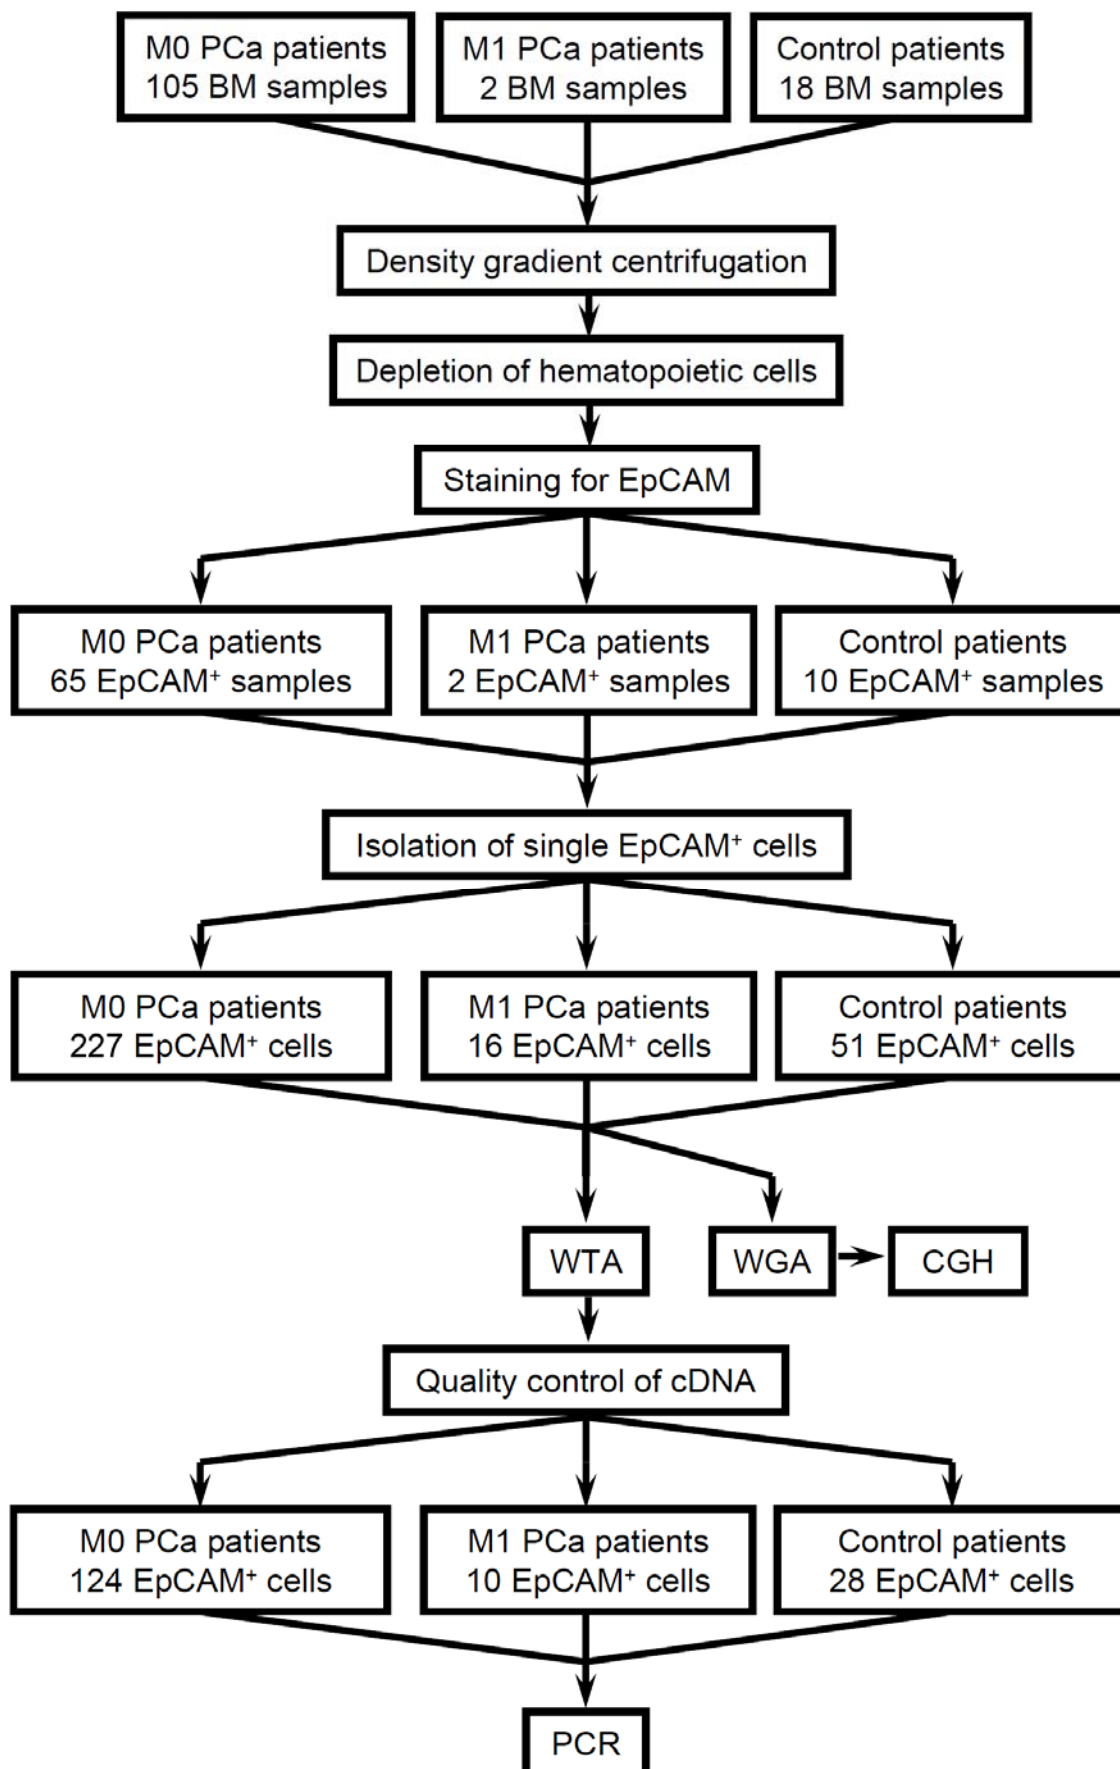 M0 PCa patients
105 BM samples
M1 PCa patients
2 BM samples
Control patients
18 BM samples
Density gradient centrifugation
Depletion of hematopoietic cells
Staining for EpCAM
M0 PCa patients
65 EpCAM⁺ samples
M1 PCa patients
2 EpCAM⁺ samples
Control patients
10 EpCAM⁺ samples
Isolation of single EpCAM⁺ cells
M0 PCa patients
227 EpCAM⁺ cells
M1 PCa patients
16 EpCAM⁺ cells
Control patients
51 EpCAM⁺ cells
WTA
WGA
CGH
Quality control of cDNA
M0 PCa patients
124 EpCAM⁺ cells
M1 PCa patients
10 EpCAM⁺ cells
Control patients
28 EpCAM⁺ cells
PCR